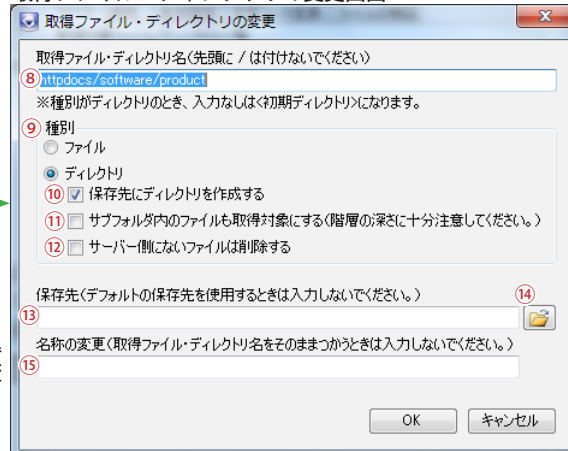 取得ファイル・ディレクトリの変更
取得ファイル・ディレクトリ名(先頭に / は付けないでください)
⑧ httpdocs/software/product
※種別がディレクトリのとき、入力なしは<初期ディレクトリ>になります。
⑨ 種別
ファイル
ディレクトリ
⑩ 保存先にディレクトリを作成する
⑪ サブフォルダ内のファイルも取得対象にする(階層の深さに十分注意してください。)
⑫ サーバー側にないファイルは削除する
保存先(デフォルトの保存先を使用するときは入力しないでください。) ⑭
⑬
名称の変更(取得ファイル・ディレクトリ名をそのままつかうときは入力しないでください。)
⑮
OK キャンセル